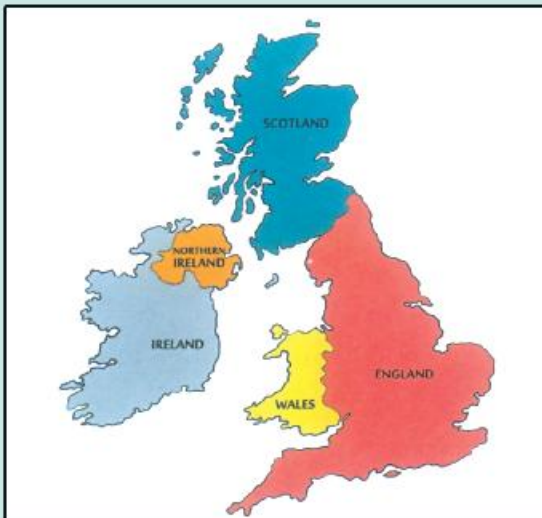 SCOTLAND
NORTHERN
IRELAND
IRELAND
ENGLAND
WALES